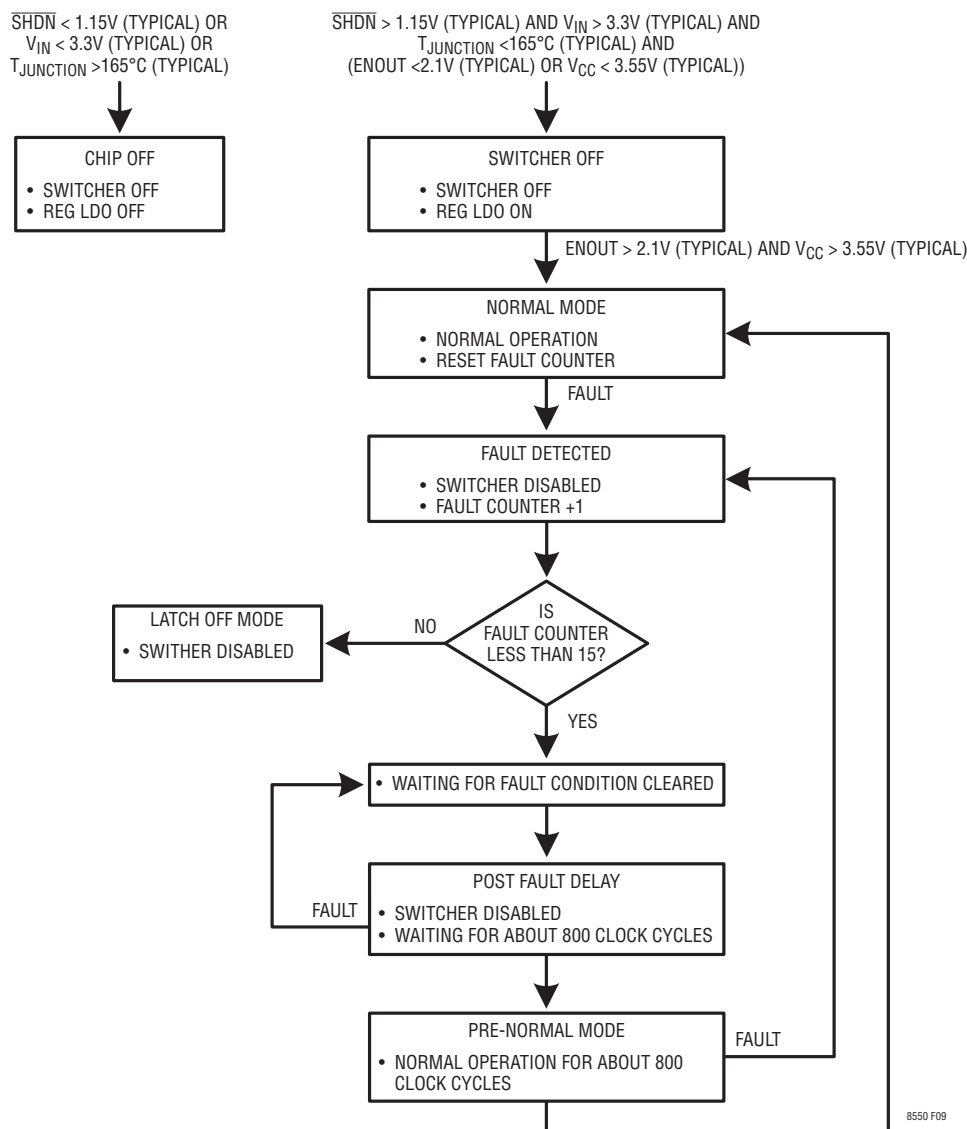 SHDN < 1.15V (TYPICAL) OR
VIN < 3.3V (TYPICAL) OR
TJUNCTION >165°C (TYPICAL)
CHIP OFF
• SWITCHER OFF
• REG LDO OFF
SHDN > 1.15V (TYPICAL) AND VIN > 3.3V (TYPICAL) AND
TJUNCTION <165°C (TYPICAL) AND
(ENOUT <2.1V (TYPICAL) OR VCC < 3.55V (TYPICAL))
SWITCHER OFF
• SWITCHER OFF
• REG LDO ON
ENOUT > 2.1V (TYPICAL) AND VCC > 3.55V (TYPICAL)
NORMAL MODE
• NORMAL OPERATION
• RESET FAULT COUNTER
FAULT
FAULT DETECTED
• SWITCHER DISABLED
• FAULT COUNTER +1
IS
FAULT COUNTER
LESS THAN 15?
NO
LATCH OFF MODE
• SWITHER DISABLED
YES
• WAITING FOR FAULT CONDITION CLEARED
POST FAULT DELAY
• SWITCHER DISABLED
• WAITING FOR ABOUT 800 CLOCK CYCLES
FAULT
PRE-NORMAL MODE
• NORMAL OPERATION FOR ABOUT 800
CLOCK CYCLES
FAULT
8550 F09